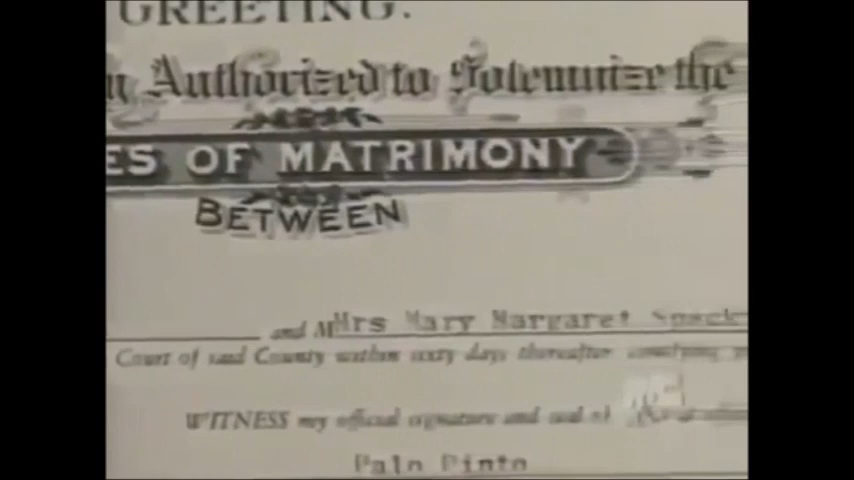 GREETING.
Authorized to Solemnize the
ES OF MATRIMONY
BETWEEN
and M Mrs Mary Margaret
Court of said County within sixty days thereafter
WITNESS my official signature and seal of
Palo Pinto